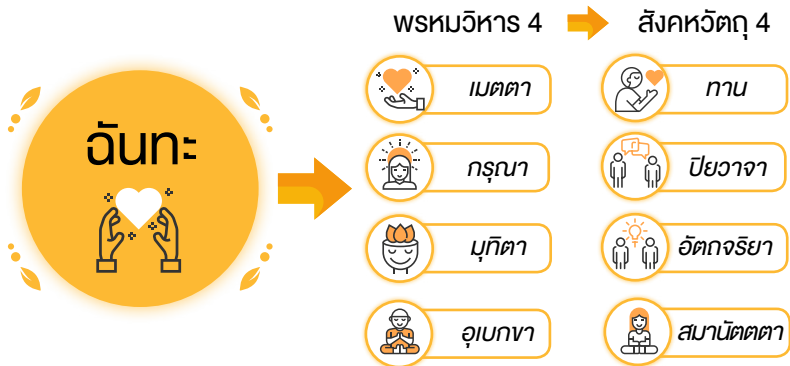 ฉันทะ
พรหมวิหาร 4
เมตตา
กรุณา
มุทิตา
อุเบกขา
สังคหวัตถุ 4
ทาน
ปิยวาจา
อัตถจริยา
สมานัตตตา